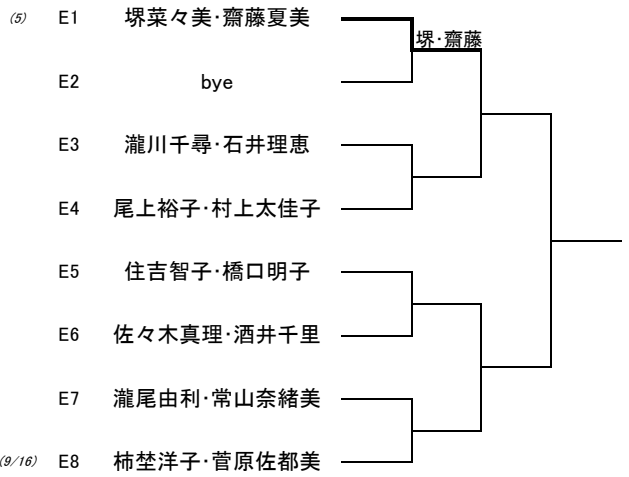 (5) E1 堺菜々美･齋藤夏美
堺･齋藤
E2 bye
E3 瀧川千尋･石井理恵
E4 尾上裕子･村上太佳子
E5 住吉智子･橋口明子
E6 佐々木真理･酒井千里
E7 瀧尾由利･常山奈緒美
(9/16) E8 柿埜洋子･菅原佐都美